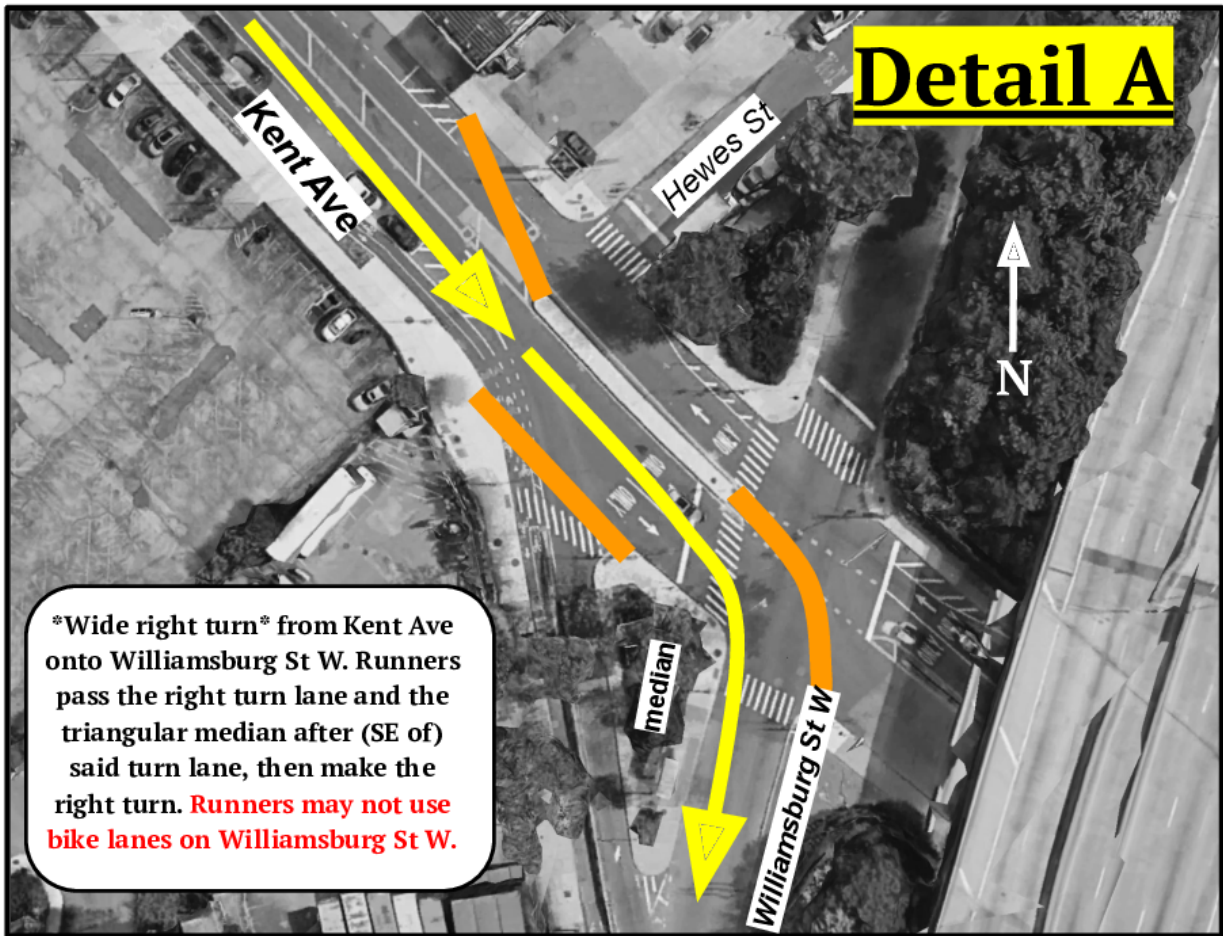 Detail A
Kent Ave
Hewes St
N
*Wide right turn* from Kent Ave
onto Williamsburg St W. Runners
pass the right turn lane and the
triangular median after (SE of)
said turn lane, then make the
right turn. Runners may not use
bike lanes on Williamsburg St W.
median
Williamsburg St W